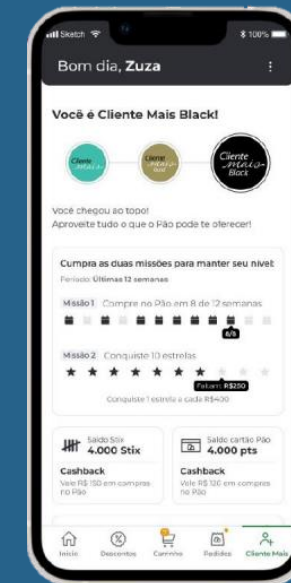 Sketch
100%
Bom dia, Zuza
Você é Cliente Mais Black!
Cliente mais
Cliente mais Gold
Cliente mais Black
Você chegou ao topo!
Aproveite tudo o que o Pão pode te oferecer!
Cumpra as duas missões para manter seu nível:
Período: Últimas 12 semanas
Missão 1 Compre no Pão em 8 de 12 semanas
8/8
Missão 2 Conquiste 10 estrelas
Faltam: R$250
Conquiste 1 estrela a cada R$400
Saldo Stix
4.000 Stix
Saldo cartão Pão
4.000 pts
Cashback
Vale R$ 150 em compras
no Pão
Cashback
Vale R$ 120 em compras
no Pão
Início
Descontos
Carrinho
Pedidos
Cliente Mais